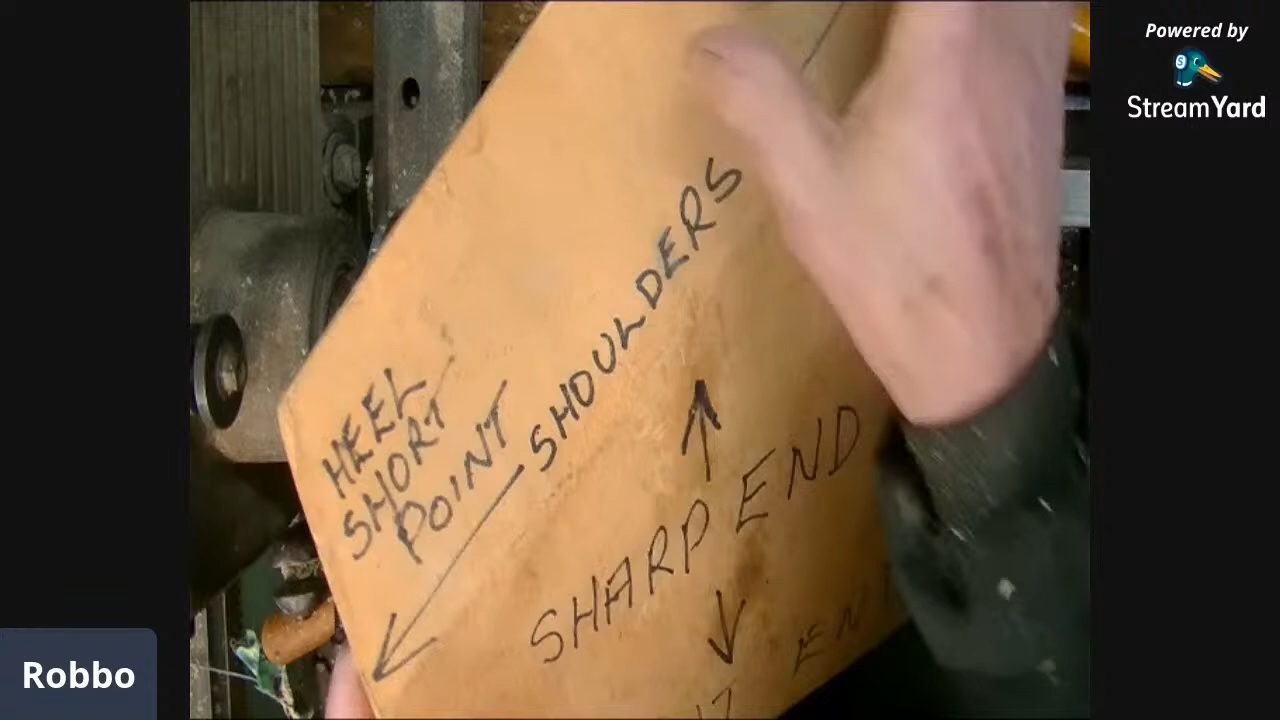 Powered by
StreamYard
HEEL
SHORT
POINT
SHOULDERS
SHARP END
Robbo